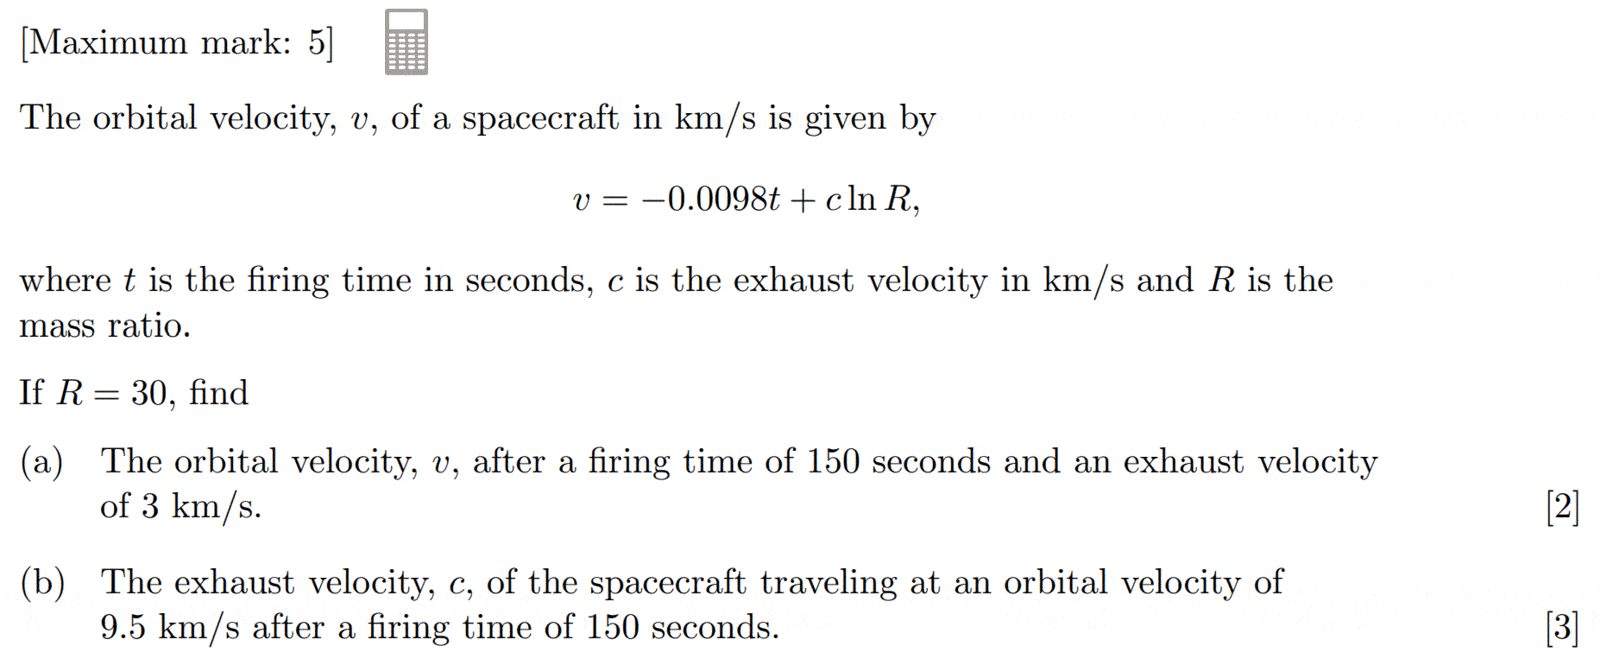 [Maximum mark: 5]
The orbital velocity, v, of a spacecraft in km/s is given by
v = −0.0098t + c ln R,
where t is the firing time in seconds, c is the exhaust velocity in km/s and R is the
mass ratio.
If R = 30, find
(a) The orbital velocity, v, after a firing time of 150 seconds and an exhaust velocity
of 3 km/s. [2]
(b) The exhaust velocity, c, of the spacecraft traveling at an orbital velocity of
9.5 km/s after a firing time of 150 seconds. [3]